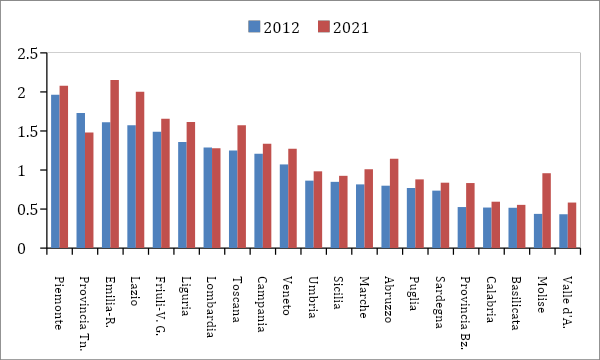 2012 2021
2.5
2
1.5
1
0.5
0
Piemonte
Provincia Tn.
Emilia-R.
Lazio
Friuli-V. G.
Liguria
Lombardia
Toscana
Campania
Veneto
Umbria
Sicilia
Marche
Abruzzo
Puglia
Sardegna
Provincia Bz.
Calabria
Basilicata
Molise
Valle d'A.